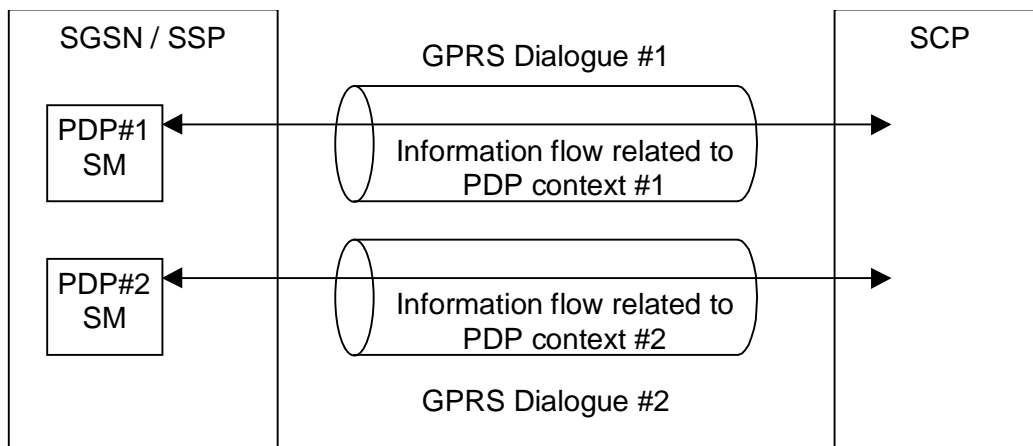 SGSN / SSP
SCP
GPRS Dialogue #1
PDP#1
SM
Information flow related to
PDP context #1
PDP#2
SM
Information flow related to
PDP context #2
GPRS Dialogue #2